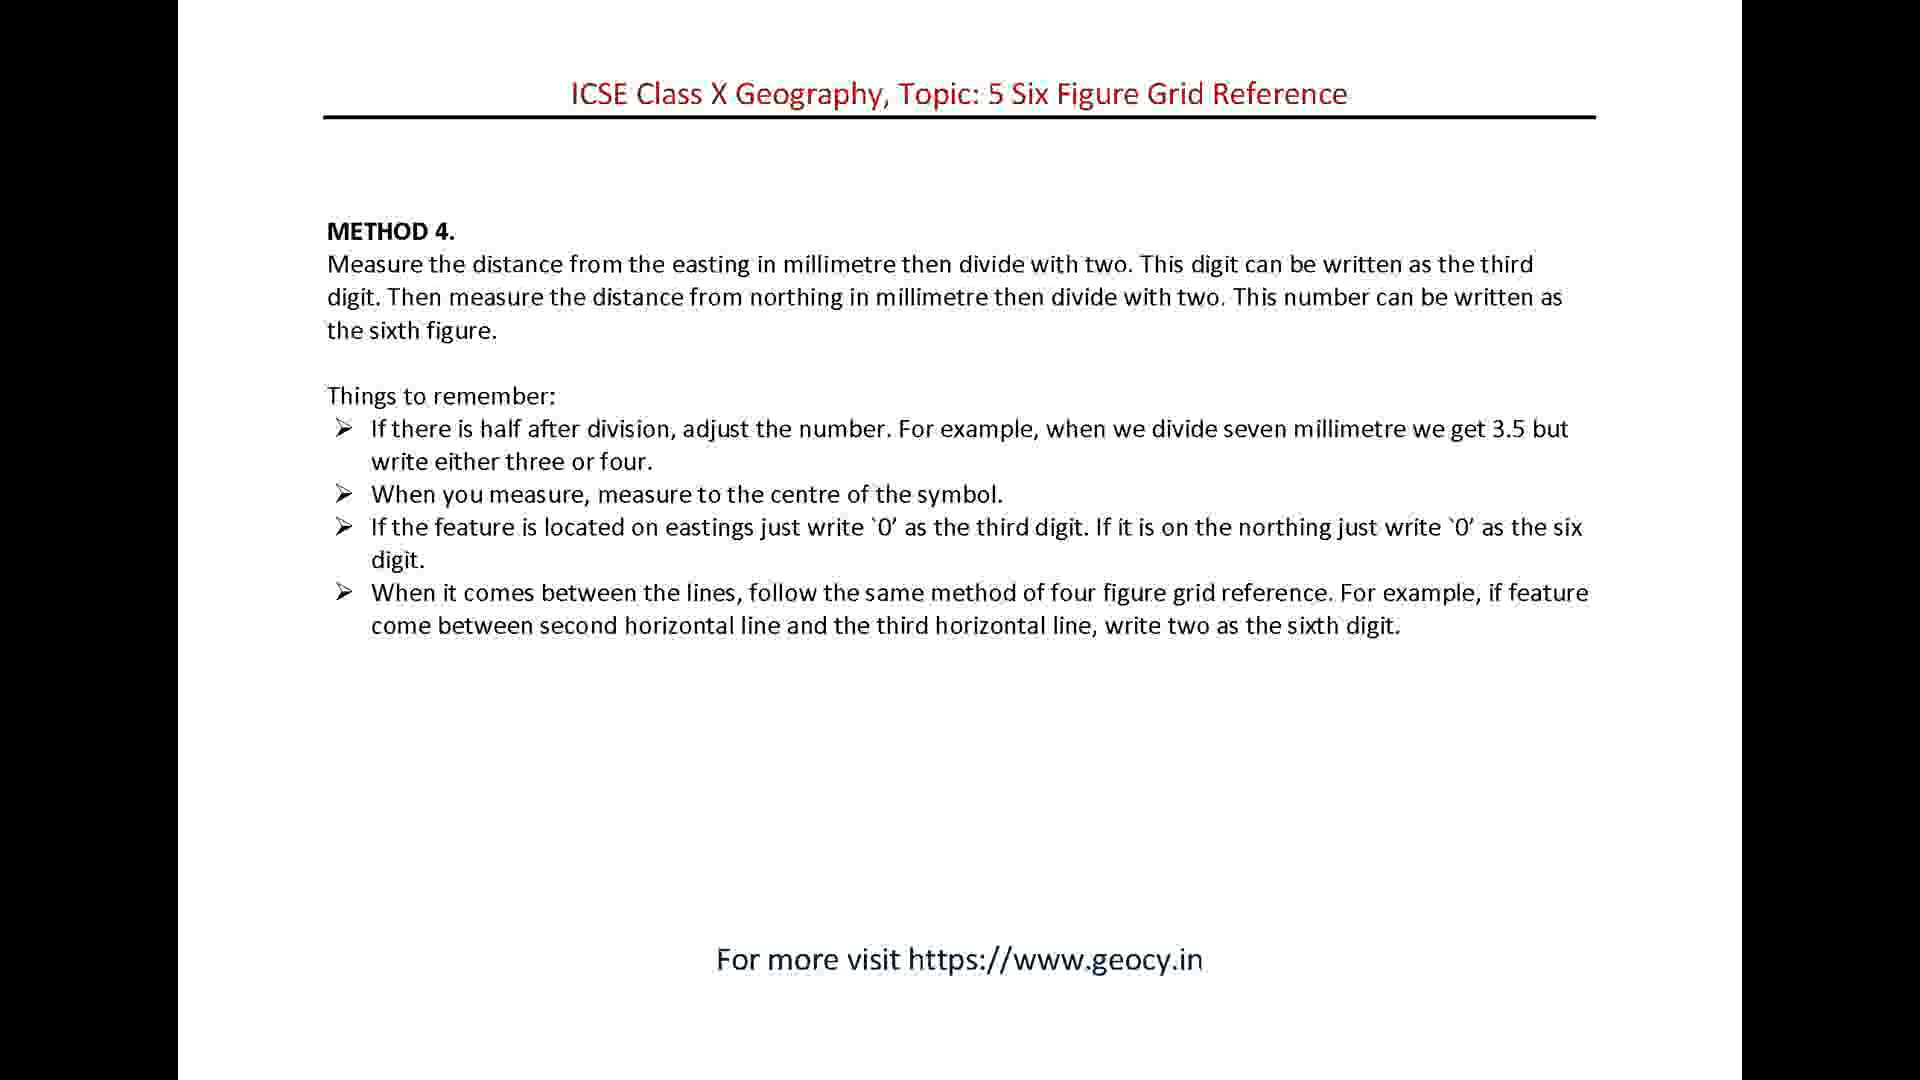 ICSE Class X Geography, Topic: 5 Six Figure Grid Reference
METHOD 4.
Measure the distance from the easting in millimetre then divide with two. This digit can be written as the third
digit. Then measure the distance from northing in millimetre then divide with two. This number can be written as
the sixth figure.
Things to remember:
➢ If there is half after division, adjust the number. For example, when we divide seven millimetre we get 3.5 but
write either three or four.
➢ When you measure, measure to the centre of the symbol.
➢ If the feature is located on eastings just write `0’ as the third digit. If it is on the northing just write `0’ as the six
digit.
➢ When it comes between the lines, follow the same method of four figure grid reference. For example, if feature
come between second horizontal line and the third horizontal line, write two as the sixth digit.
For more visit https://www.geocy.in